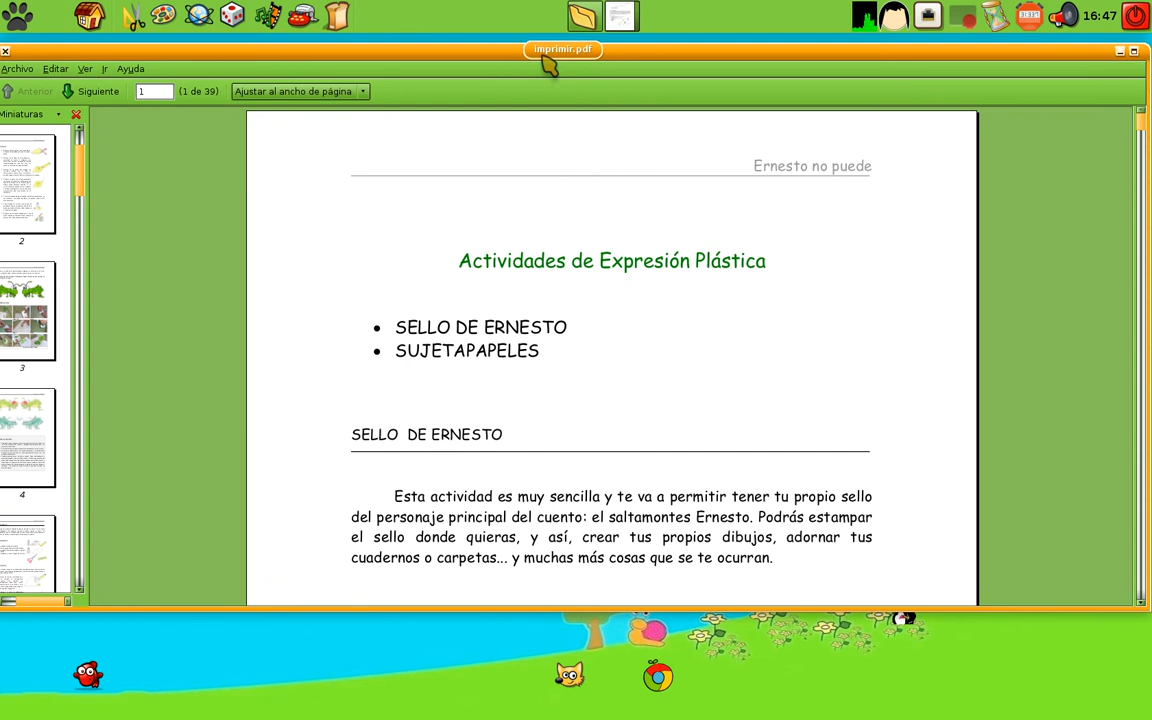 16:47
imprimir.pdf
Archivo Editar Ver Ir Ayuda
Anterior Siguiente 1 (1 de 39) Ajustar al ancho de página
Miniaturas
Ernesto no puede
Actividades de Expresión Plástica
• SELLO DE ERNESTO
• SUJETAPAPELES
SELLO DE ERNESTO
Esta actividad es muy sencilla y te va a permitir tener tu propio sello
del personaje principal del cuento: el saltamontes Ernesto. Podrás estampar
el sello donde quieras, y así, crear tus propios dibujos, adornar tus
cuadernos o carpetas... y muchas más cosas que se te ocurran.
2
3
4